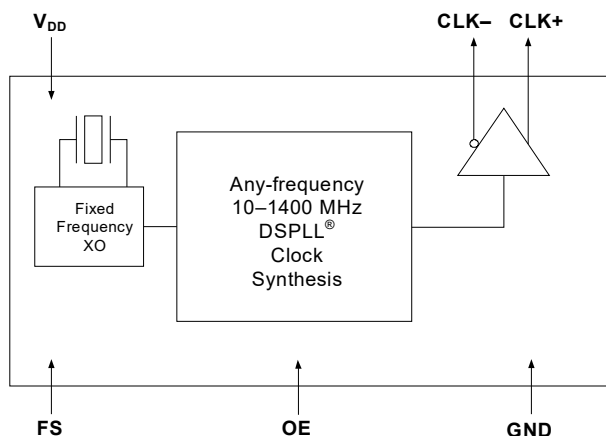 VDD
CLK– CLK+
Fixed
Frequency
XO
Any-frequency
10–1400 MHz
DSPLL®
Clock
Synthesis
FS
OE
GND